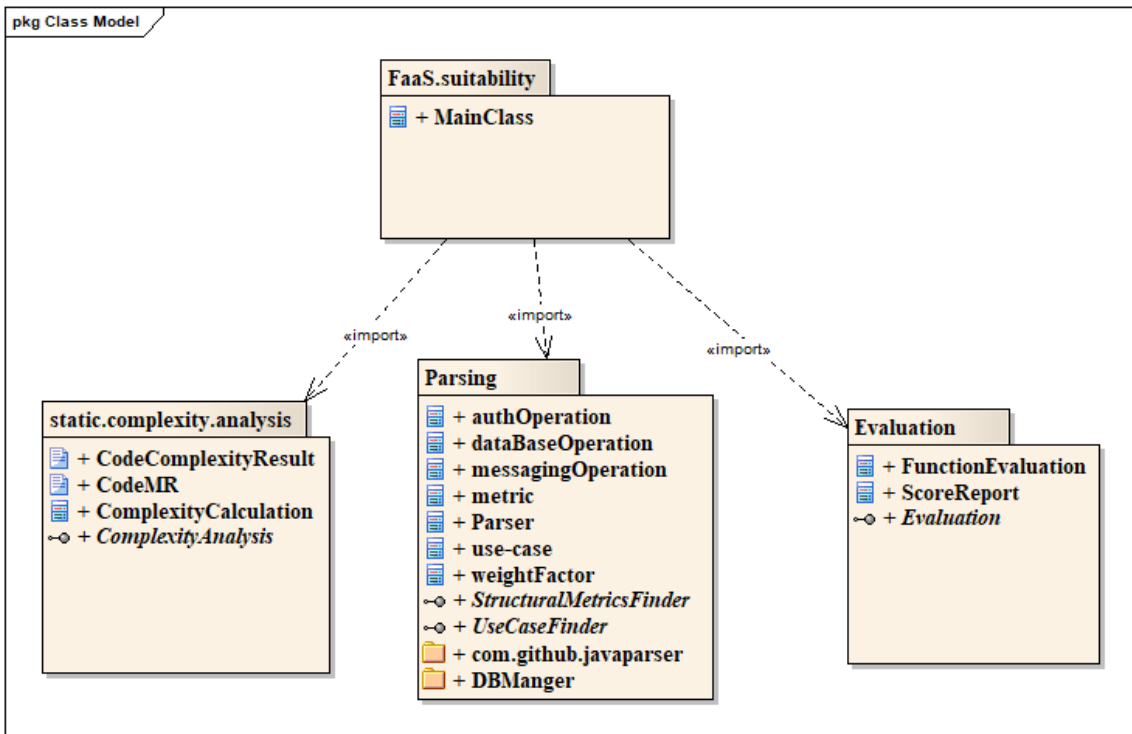 pkg Class Model
FaaS.suitability
+ MainClass
«import»
«import»
«import»
static.complexity.analysis
+ CodeComplexityResult
+ CodeMR
+ ComplexityCalculation
+ ComplexityAnalysis
Parsing
+ authOperation
+ dataBaseOperation
+ messagingOperation
+ metric
+ Parser
+ use-case
+ weightFactor
+ StructuralMetricsFinder
+ UseCaseFinder
+ com.github.javaparser
+ DBManger
Evaluation
+ FunctionEvaluation
+ ScoreReport
+ Evaluation